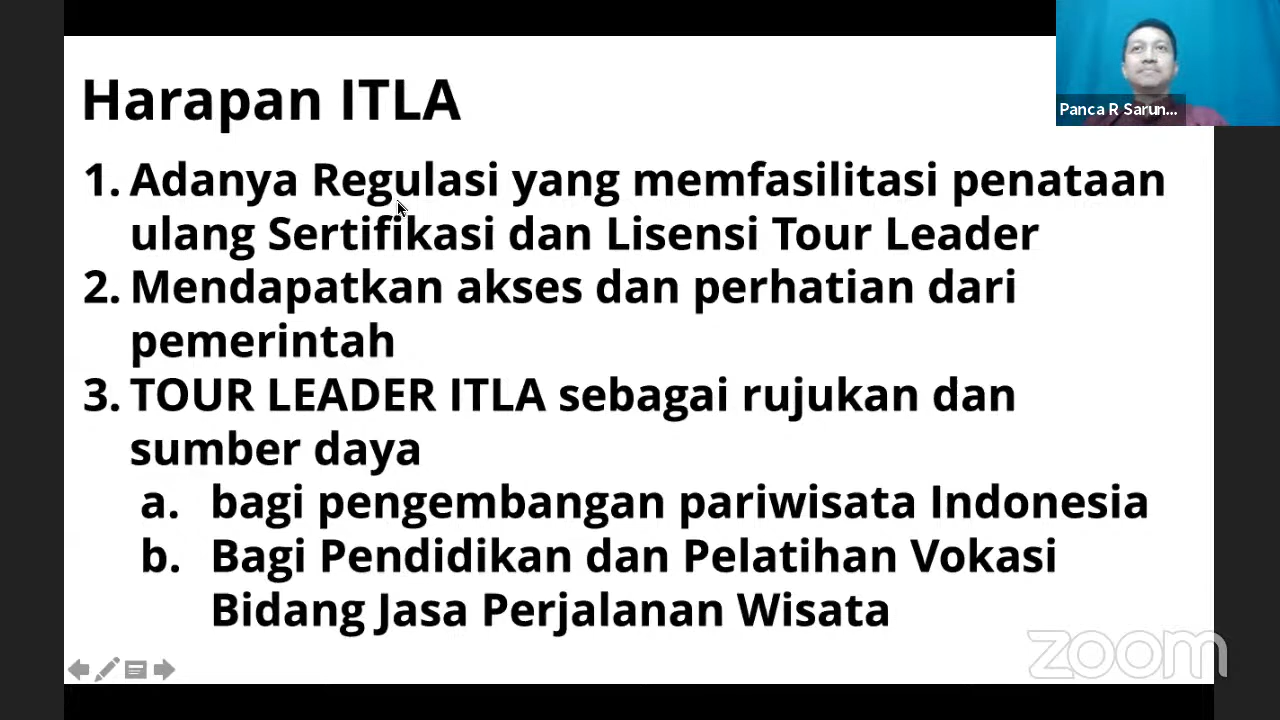 Harapan ITLA
Panca R Sarun...
1. Adanya Regulasi yang memfasilitasi penataan
ulang Sertifikasi dan Lisensi Tour Leader
2. Mendapatkan akses dan perhatian dari
pemerintah
3. TOUR LEADER ITLA sebagai rujukan dan
sumber daya
a. bagi pengembangan pariwisata Indonesia
b. Bagi Pendidikan dan Pelatihan Vokasi
Bidang Jasa Perjalanan Wisata
zoom